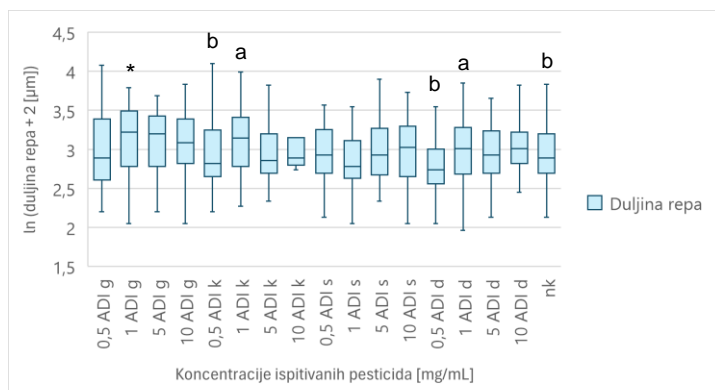 ln (duljina repa + 2 [µm])
4,5
4
3,5
3
2,5
2
1,5
*
b
a
b
a
b
0,5 ADI g
1 ADI g
5 ADI g
10 ADI g
0,5 ADI k
1 ADI k
5 ADI k
10 ADI k
0,5 ADI s
1 ADI s
5 ADI s
10 ADI s
0,5 ADI d
1 ADI d
5 ADI d
10 ADI d
nk
Koncentracije ispitivanih pesticida [mg/mL]
Duljina repa